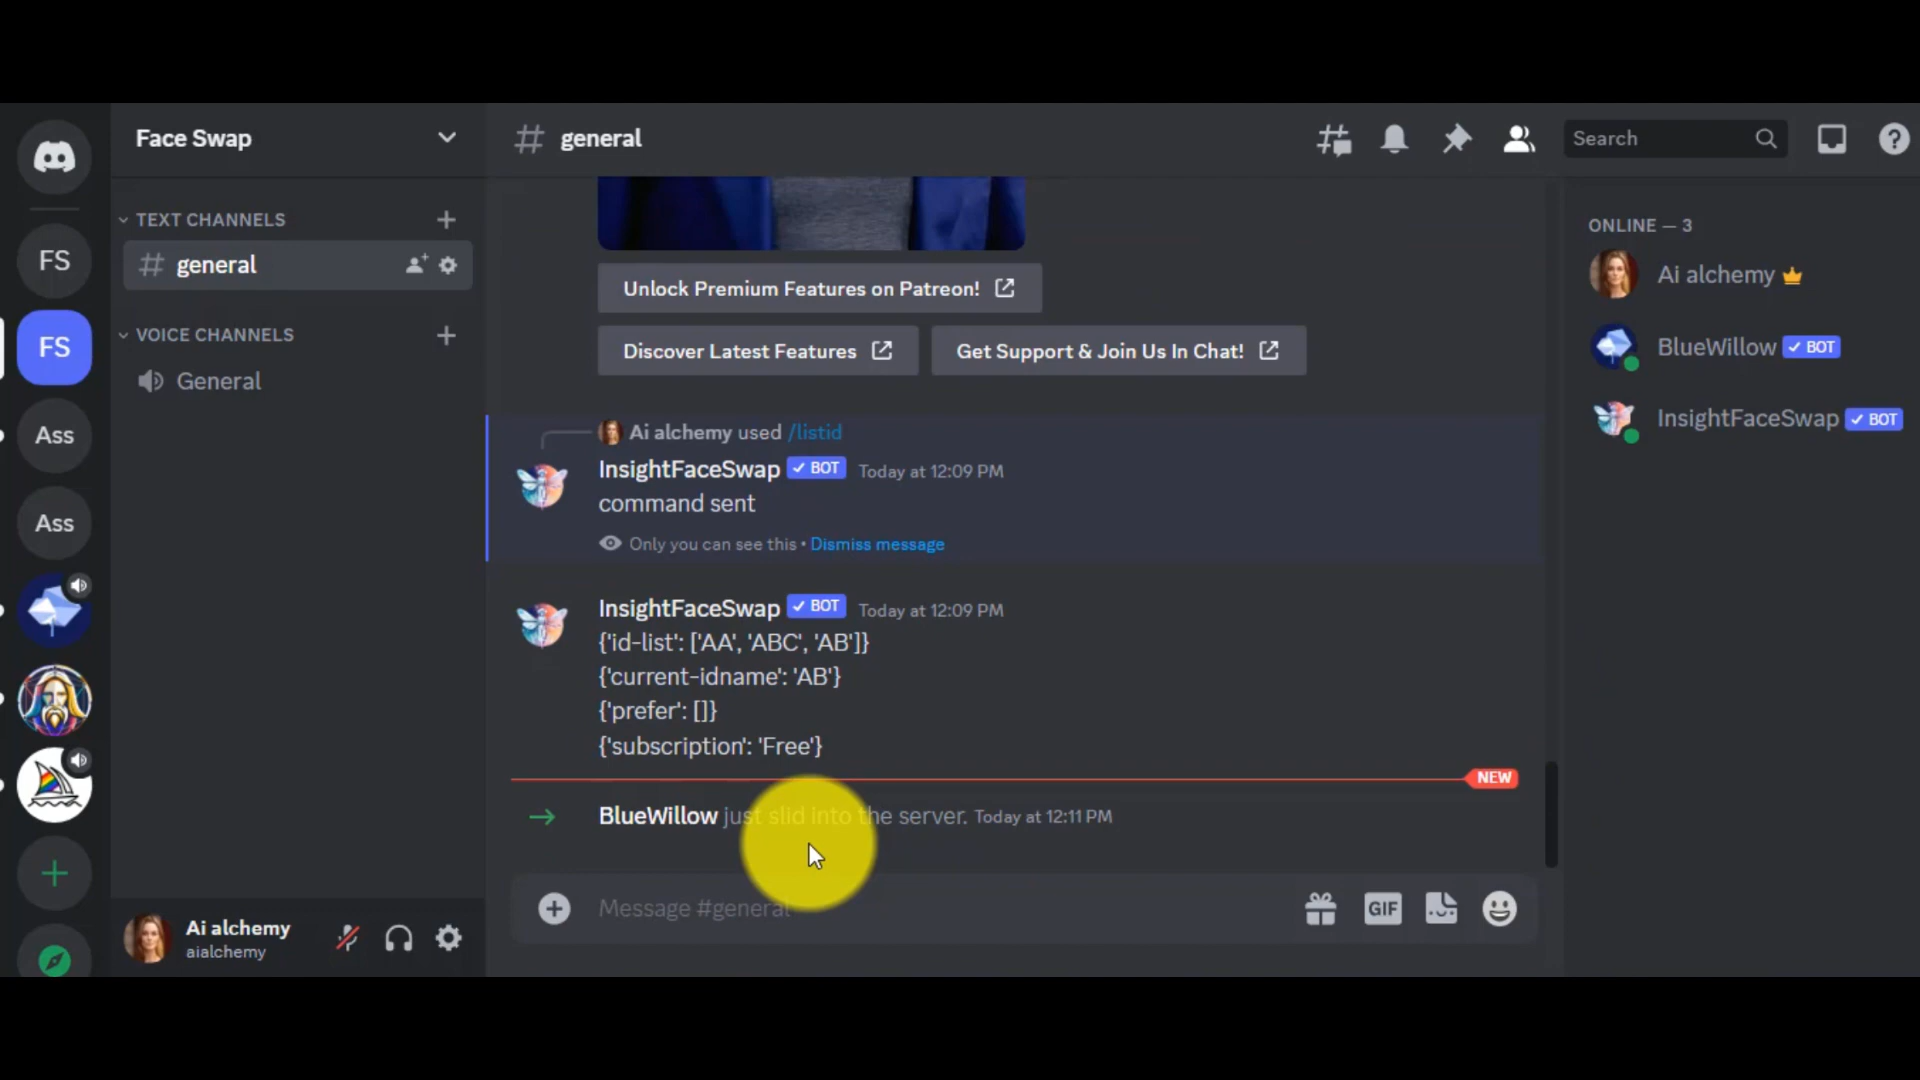 Face Swap
general
Search
FS
TEXT CHANNELS
general
ONLINE — 3
Ai alchemy
Unlock Premium Features on Patreon!
FS
VOICE CHANNELS
Discover Latest Features
Get Support & Join Us In Chat!
BlueWillow ✓ BOT
General
Ass
Ai alchemy used /listid
InsightFaceSwap ✓ BOT
InsightFaceSwap ✓ BOT Today at 12:09 PM
command sent
Ass
Only you can see this • Dismiss message
InsightFaceSwap ✓ BOT Today at 12:09 PM
{'id-list': ['AA', 'ABC', 'AB']}
{'current-idname': 'AB'}
{'prefer': []}
{'subscription': 'Free'}
NEW
BlueWillow just slid into the server. Today at 12:11 PM
Message #general
GIF
Ai alchemy
aialchemy